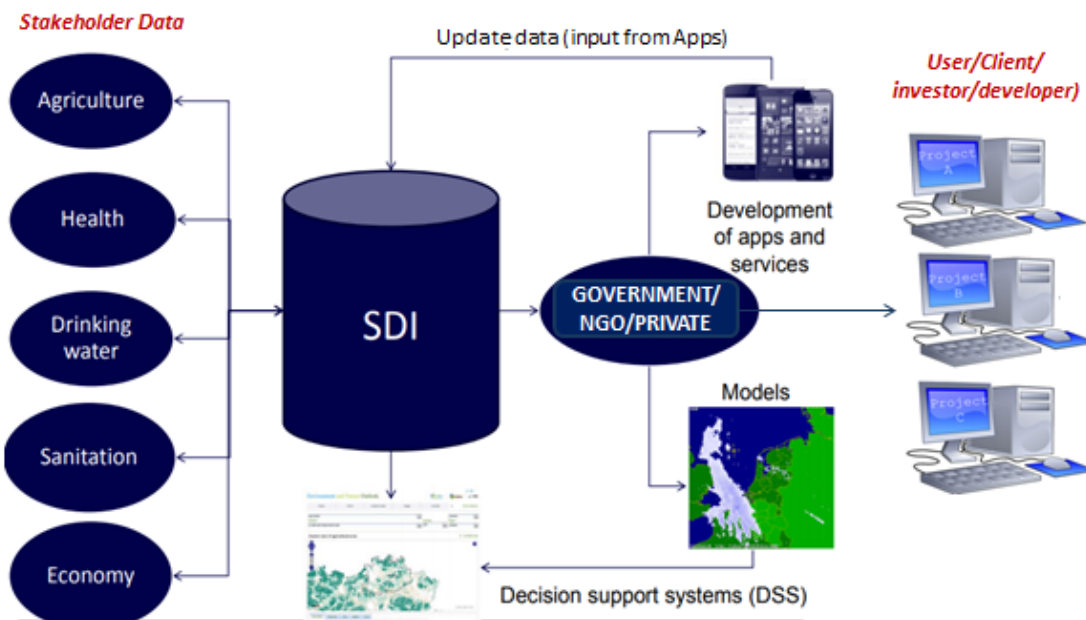 Stakeholder Data
Agriculture
Health
Drinking
water
Sanitation
Economy
Update data (input from Apps)
SDI
GOVERNMENT/
NGO/PRIVATE
Development
of apps and
services
Models
Decision support systems (DSS)
User/Client/
investor/developer)
Project
A
Project
B
Project
C